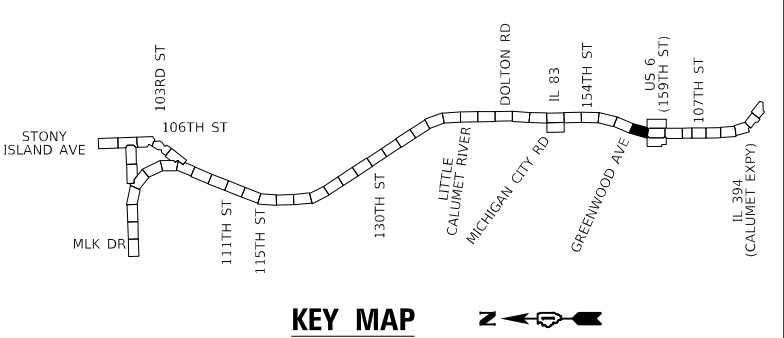 STONY
ISLAND AVE
103RD ST
106TH ST
MLK DR
111TH ST
115TH ST
130TH ST
LITTLE
CALUMET RIVER
DOLTON RD
MICHIGAN CITY RD
IL 83
154TH ST
GREENWOOD AVE
US 6
(159TH ST)
107TH ST
IL 394
(CALUMET EXPY)
KEY MAP
N